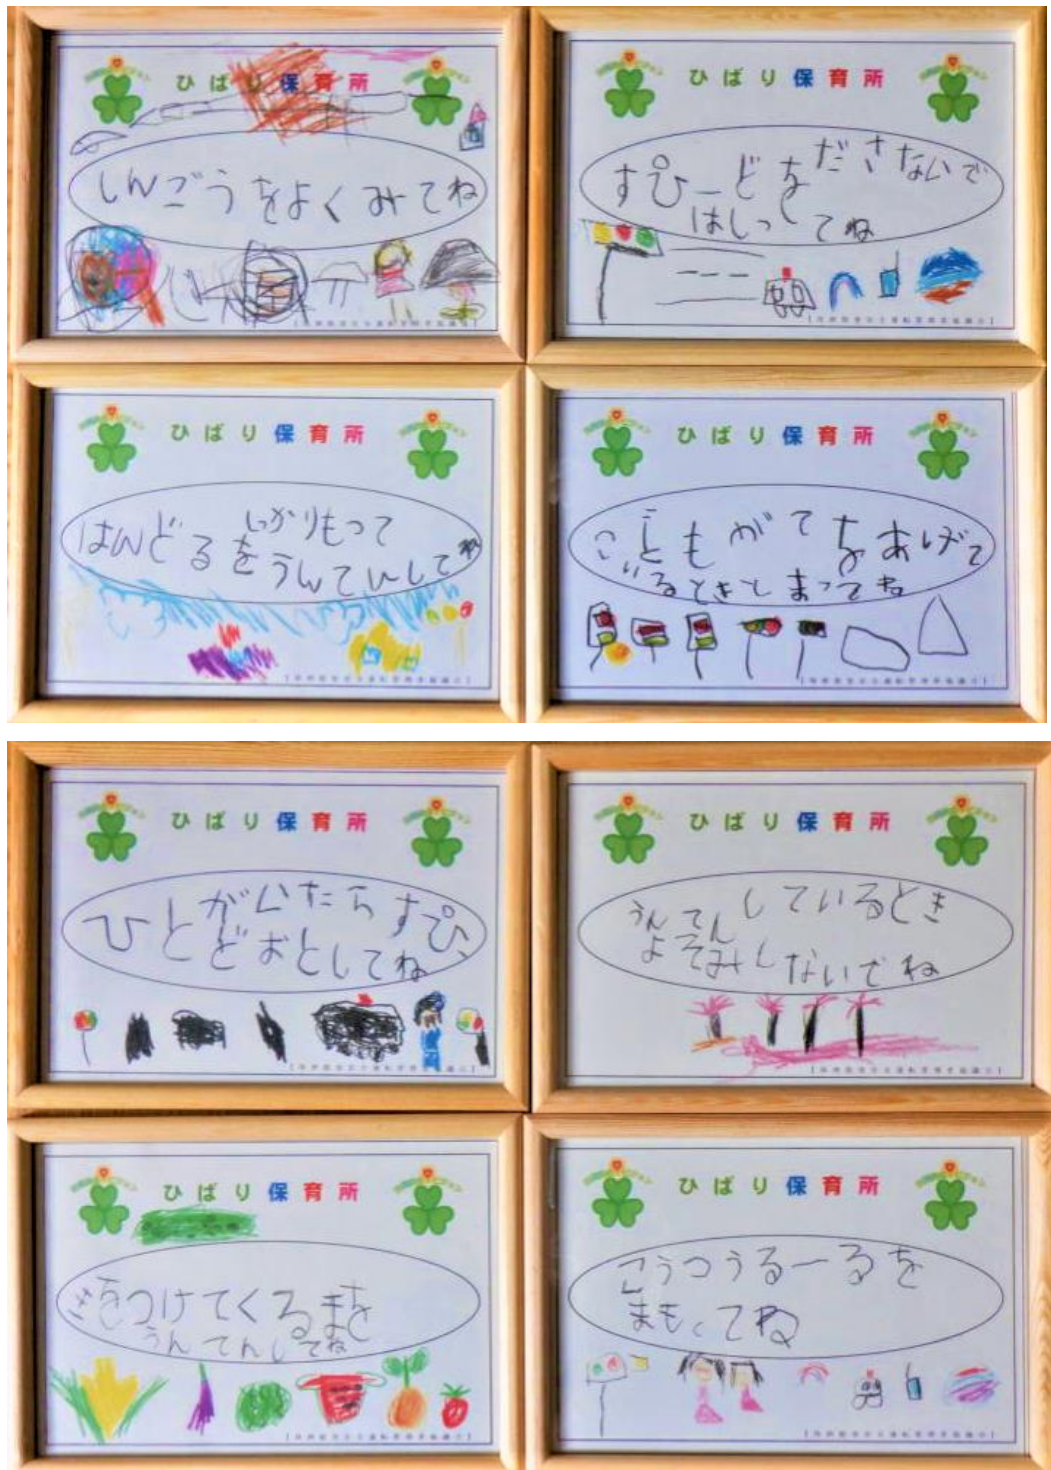 ひばり保育所
しんごうをよくみてね
ひばり保育所
すぴーどをださないで
はしってね
ひばり保育所
はんどるをしっかりもって
うんてんしてね
ひばり保育所
こどもがてをあげて
いるときとまってね
ひばり保育所
ひとがいたらすぴー
どおとしてね
ひばり保育所
うんてんしているとき
よそみしないでね
ひばり保育所
きをつけてくるまを
うんてんしてね
ひばり保育所
こうつうるーるを
まもってね